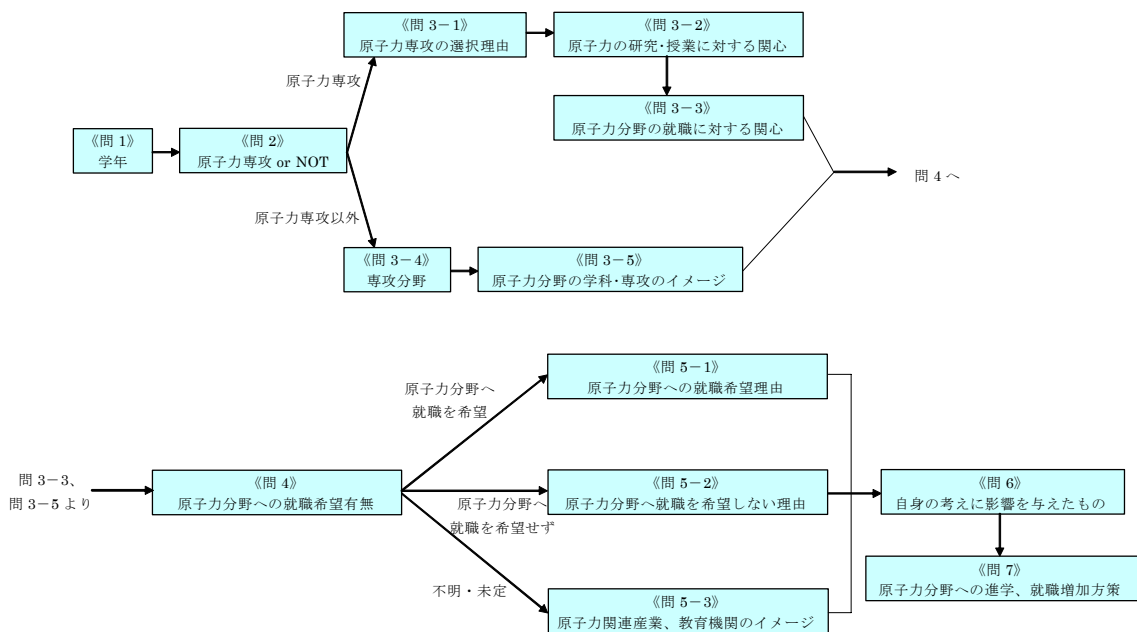 《問 3－1》
原子力専攻の選択理由
《問 3－2》
原子力の研究･授業に対する関心
原子力専攻
《問 3－3》
原子力分野の就職に対する関心
《問 1》
学年
《問 2》
原子力専攻 or NOT
問 4 へ
原子力専攻以外
《問 3－4》
専攻分野
《問 3－5》
原子力分野の学科･専攻のイメージ
《問 5－1》
原子力分野への就職希望理由
原子力分野へ
就職を希望
問 3－3、
問 3－5 より
《問 4》
原子力分野への就職希望有無
原子力分野へ
就職を希望せず
《問 5－2》
原子力分野へ就職を希望しない理由
《問 6》
自身の考えに影響を与えたもの
《問 7》
原子力分野への進学、就職増加方策
不明・未定
《問 5－3》
原子力関連産業、教育機関のイメージ